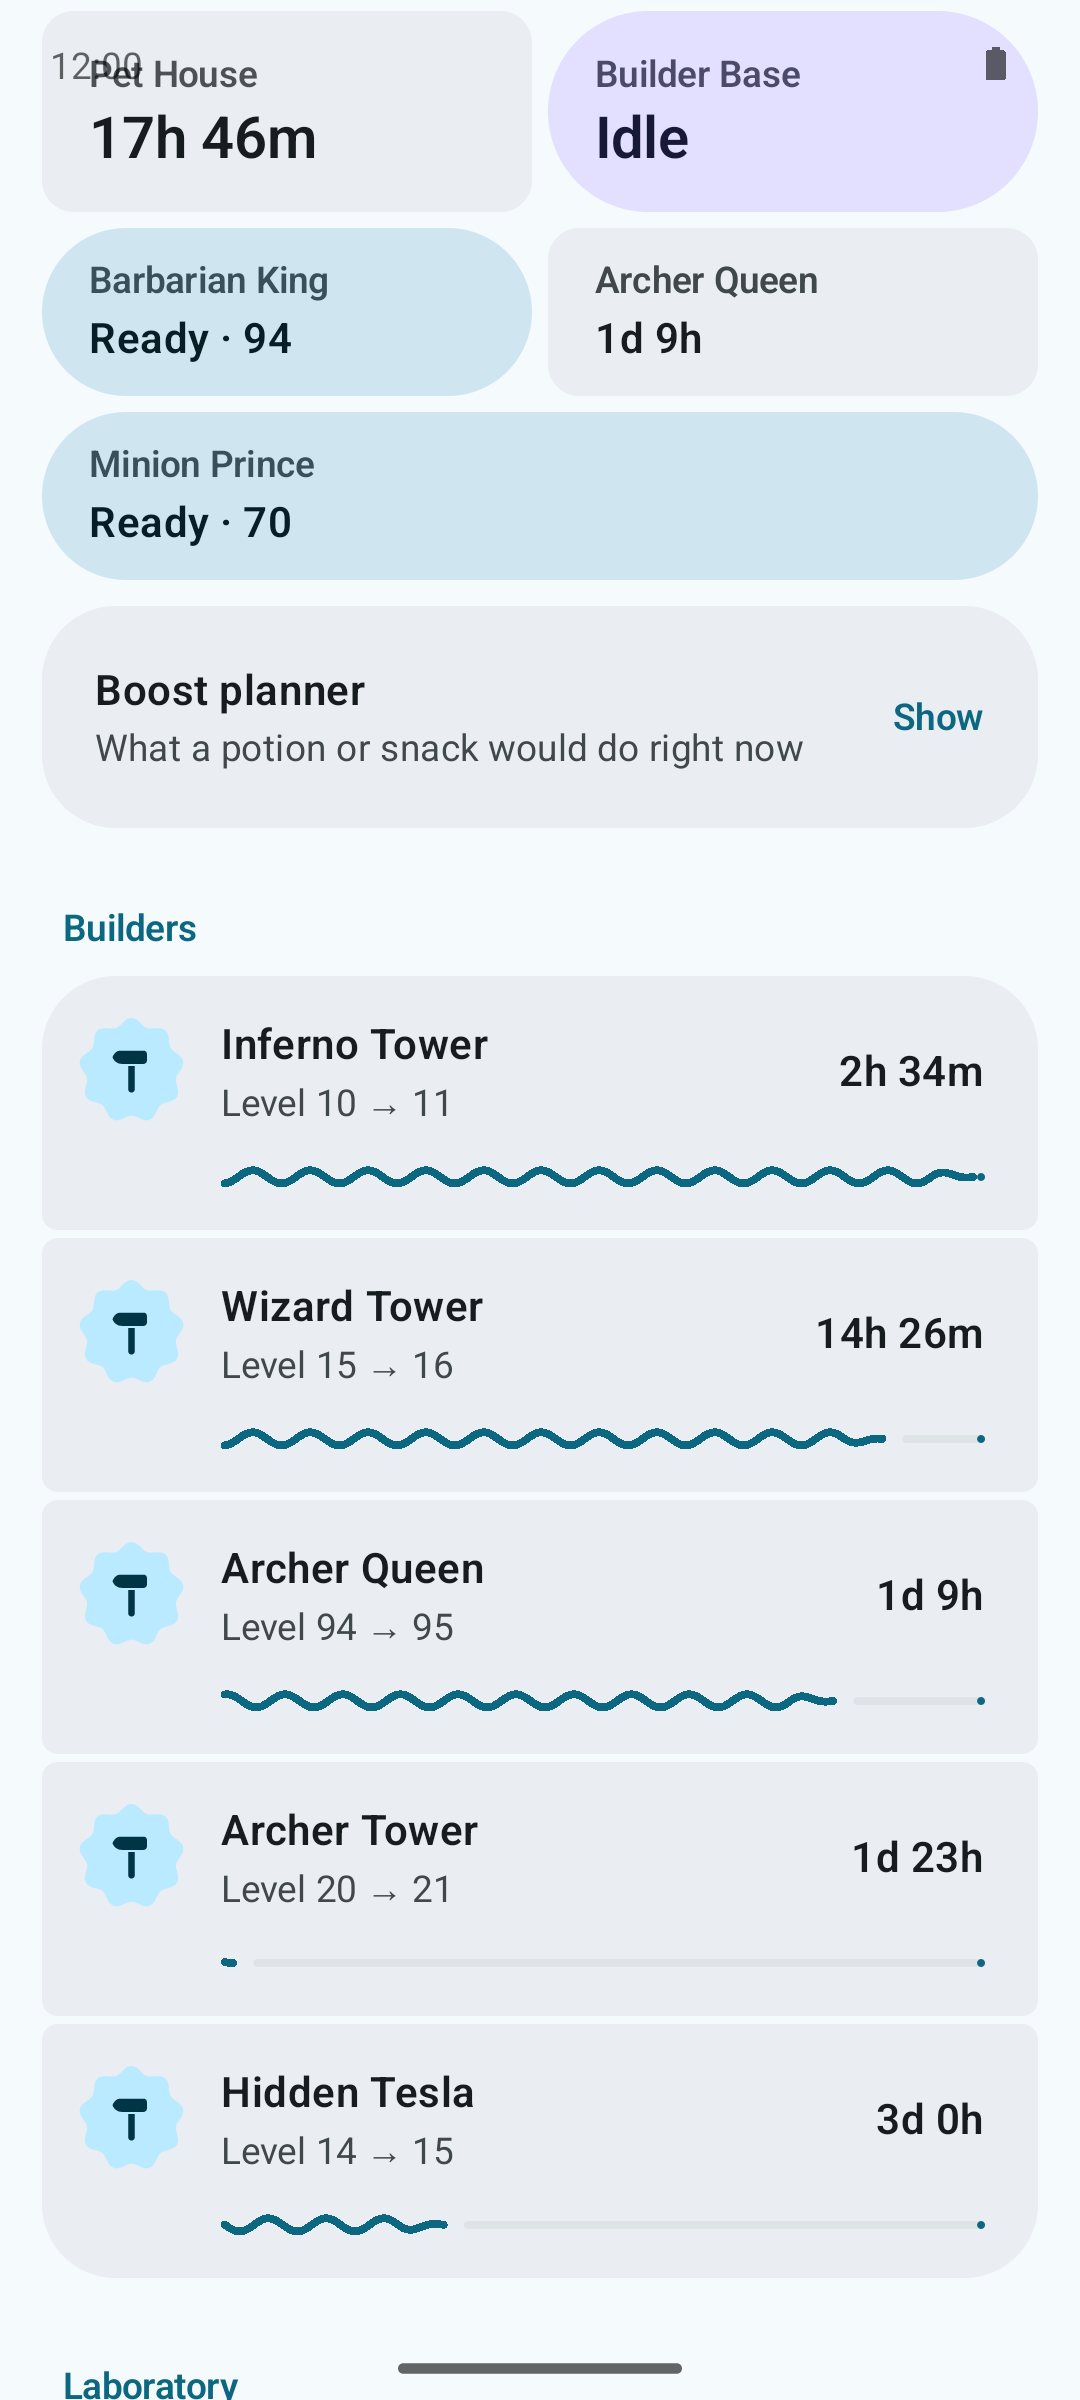 12:00
Pet House
17h 46m
Builder Base
Idle
Barbarian King
Ready · 94
Archer Queen
1d 9h
Minion Prince
Ready · 70
Boost planner
What a potion or snack would do right now
Show
Builders
Inferno Tower
Level 10 → 11
2h 34m
Wizard Tower
Level 15 → 16
14h 26m
Archer Queen
Level 94 → 95
1d 9h
Archer Tower
Level 20 → 21
1d 23h
Hidden Tesla
Level 14 → 15
3d 0h
Laboratory